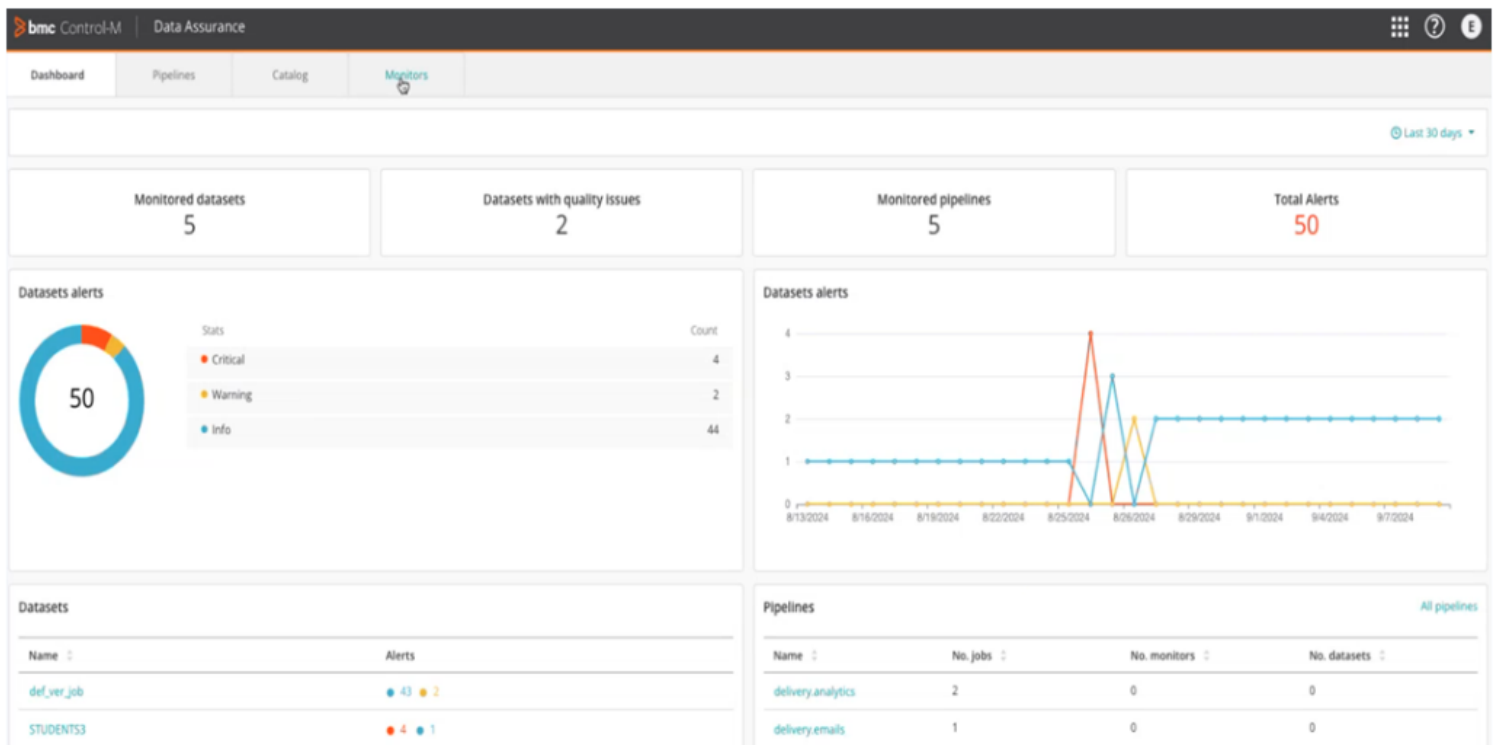 bmc Control-M | Data Assurance
E
Dashboard Pipelines Catalog Monitors
Last 30 days
Monitored datasets Datasets with quality issues Monitored pipelines Total Alerts
5 2 5 50
Datasets alerts
50
Stats Count
Critical 4
Warning 2
Info 44
Datasets alerts
4
3
2
1
0
8/13/2024 8/16/2024 8/19/2024 8/22/2024 8/25/2024 8/26/2024 8/29/2024 9/1/2024 9/4/2024 9/7/2024
Datasets
Name Alerts
def_ver_job 43 2
STUDENTS3 4 1
Pipelines All pipelines
Name No. jobs No. monitors No. datasets
delivery.analytics 2 0 0
delivery.emails 1 0 0